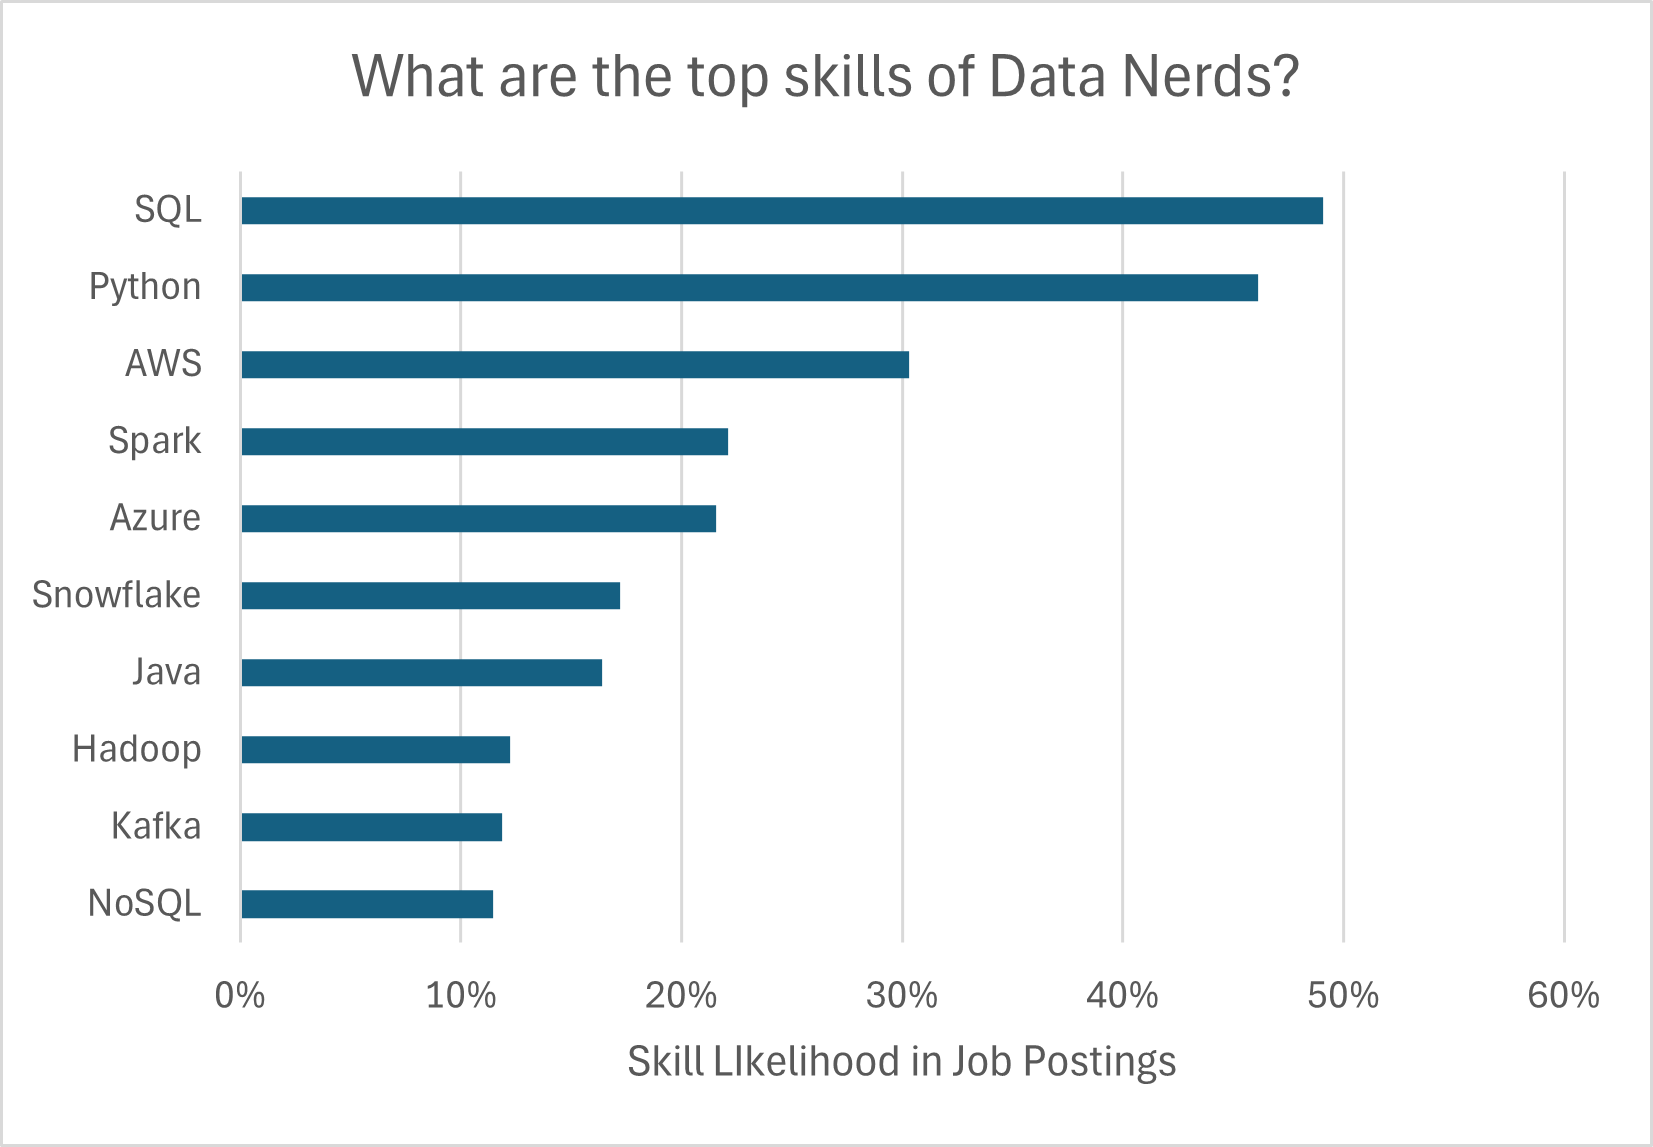 What are the top skills of Data Nerds?
SQL
Python
AWS
Spark
Azure
Snowflake
Java
Hadoop
Kafka
NoSQL
0% 10% 20% 30% 40% 50% 60%
Skill LIkelihood in Job Postings